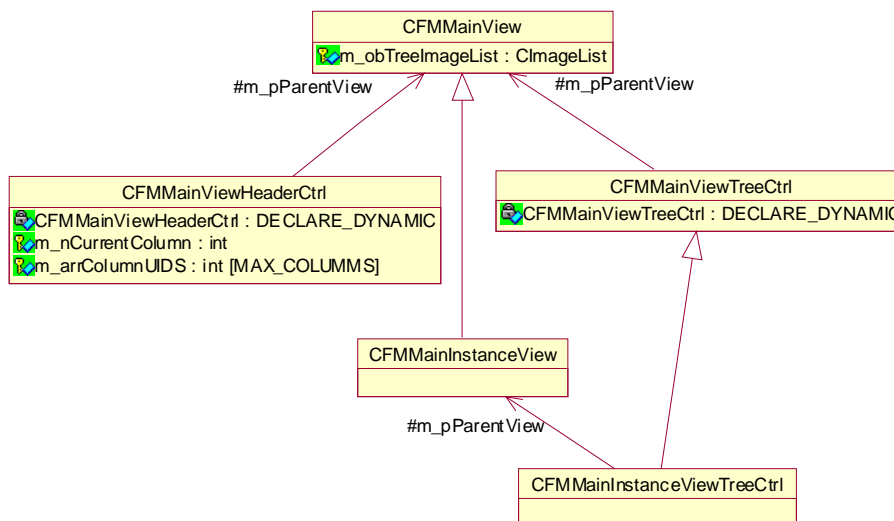 CFMMainView
m_obTreeImageList : CImageList
#m_pParentView
#m_pParentView
CFMMainViewHeaderCtrl
CFMMainViewHeaderCtrl : DECLARE_DYNAMIC
m_nCurrentColumn : int
m_arrColumnUIDS : int [MAX_COLUMMS]
CFMMainViewTreeCtrl
CFMMainViewTreeCtrl : DECLARE_DYNAMIC
CFMMainInstanceView
#m_pParentView
CFMMainInstanceViewTreeCtrl